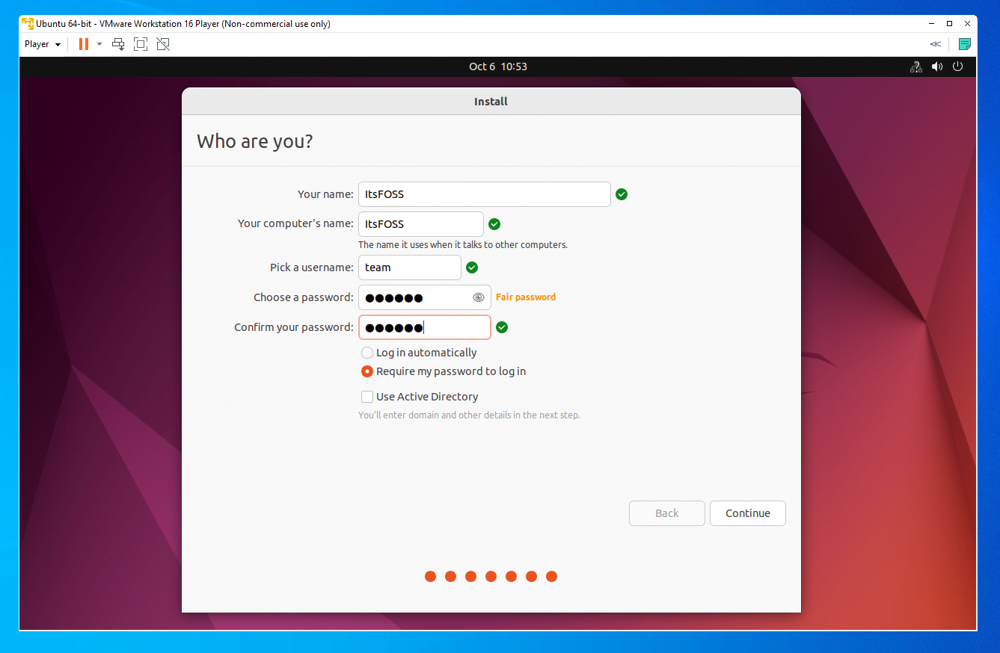 Ubuntu 64-bit - VMware Workstation 16 Player (Non-commercial use only)
Player
Oct 6 10:53
Install
Who are you?
Your name: ItsFOSS
Your computer's name: ItsFOSS
The name it uses when it talks to other computers.
Pick a username: team
Choose a password: ●●●●●● Fair password
Confirm your password: ●●●●●●
Log in automatically
Require my password to log in
Use Active Directory
You'll enter domain and other details in the next step.
Back Continue